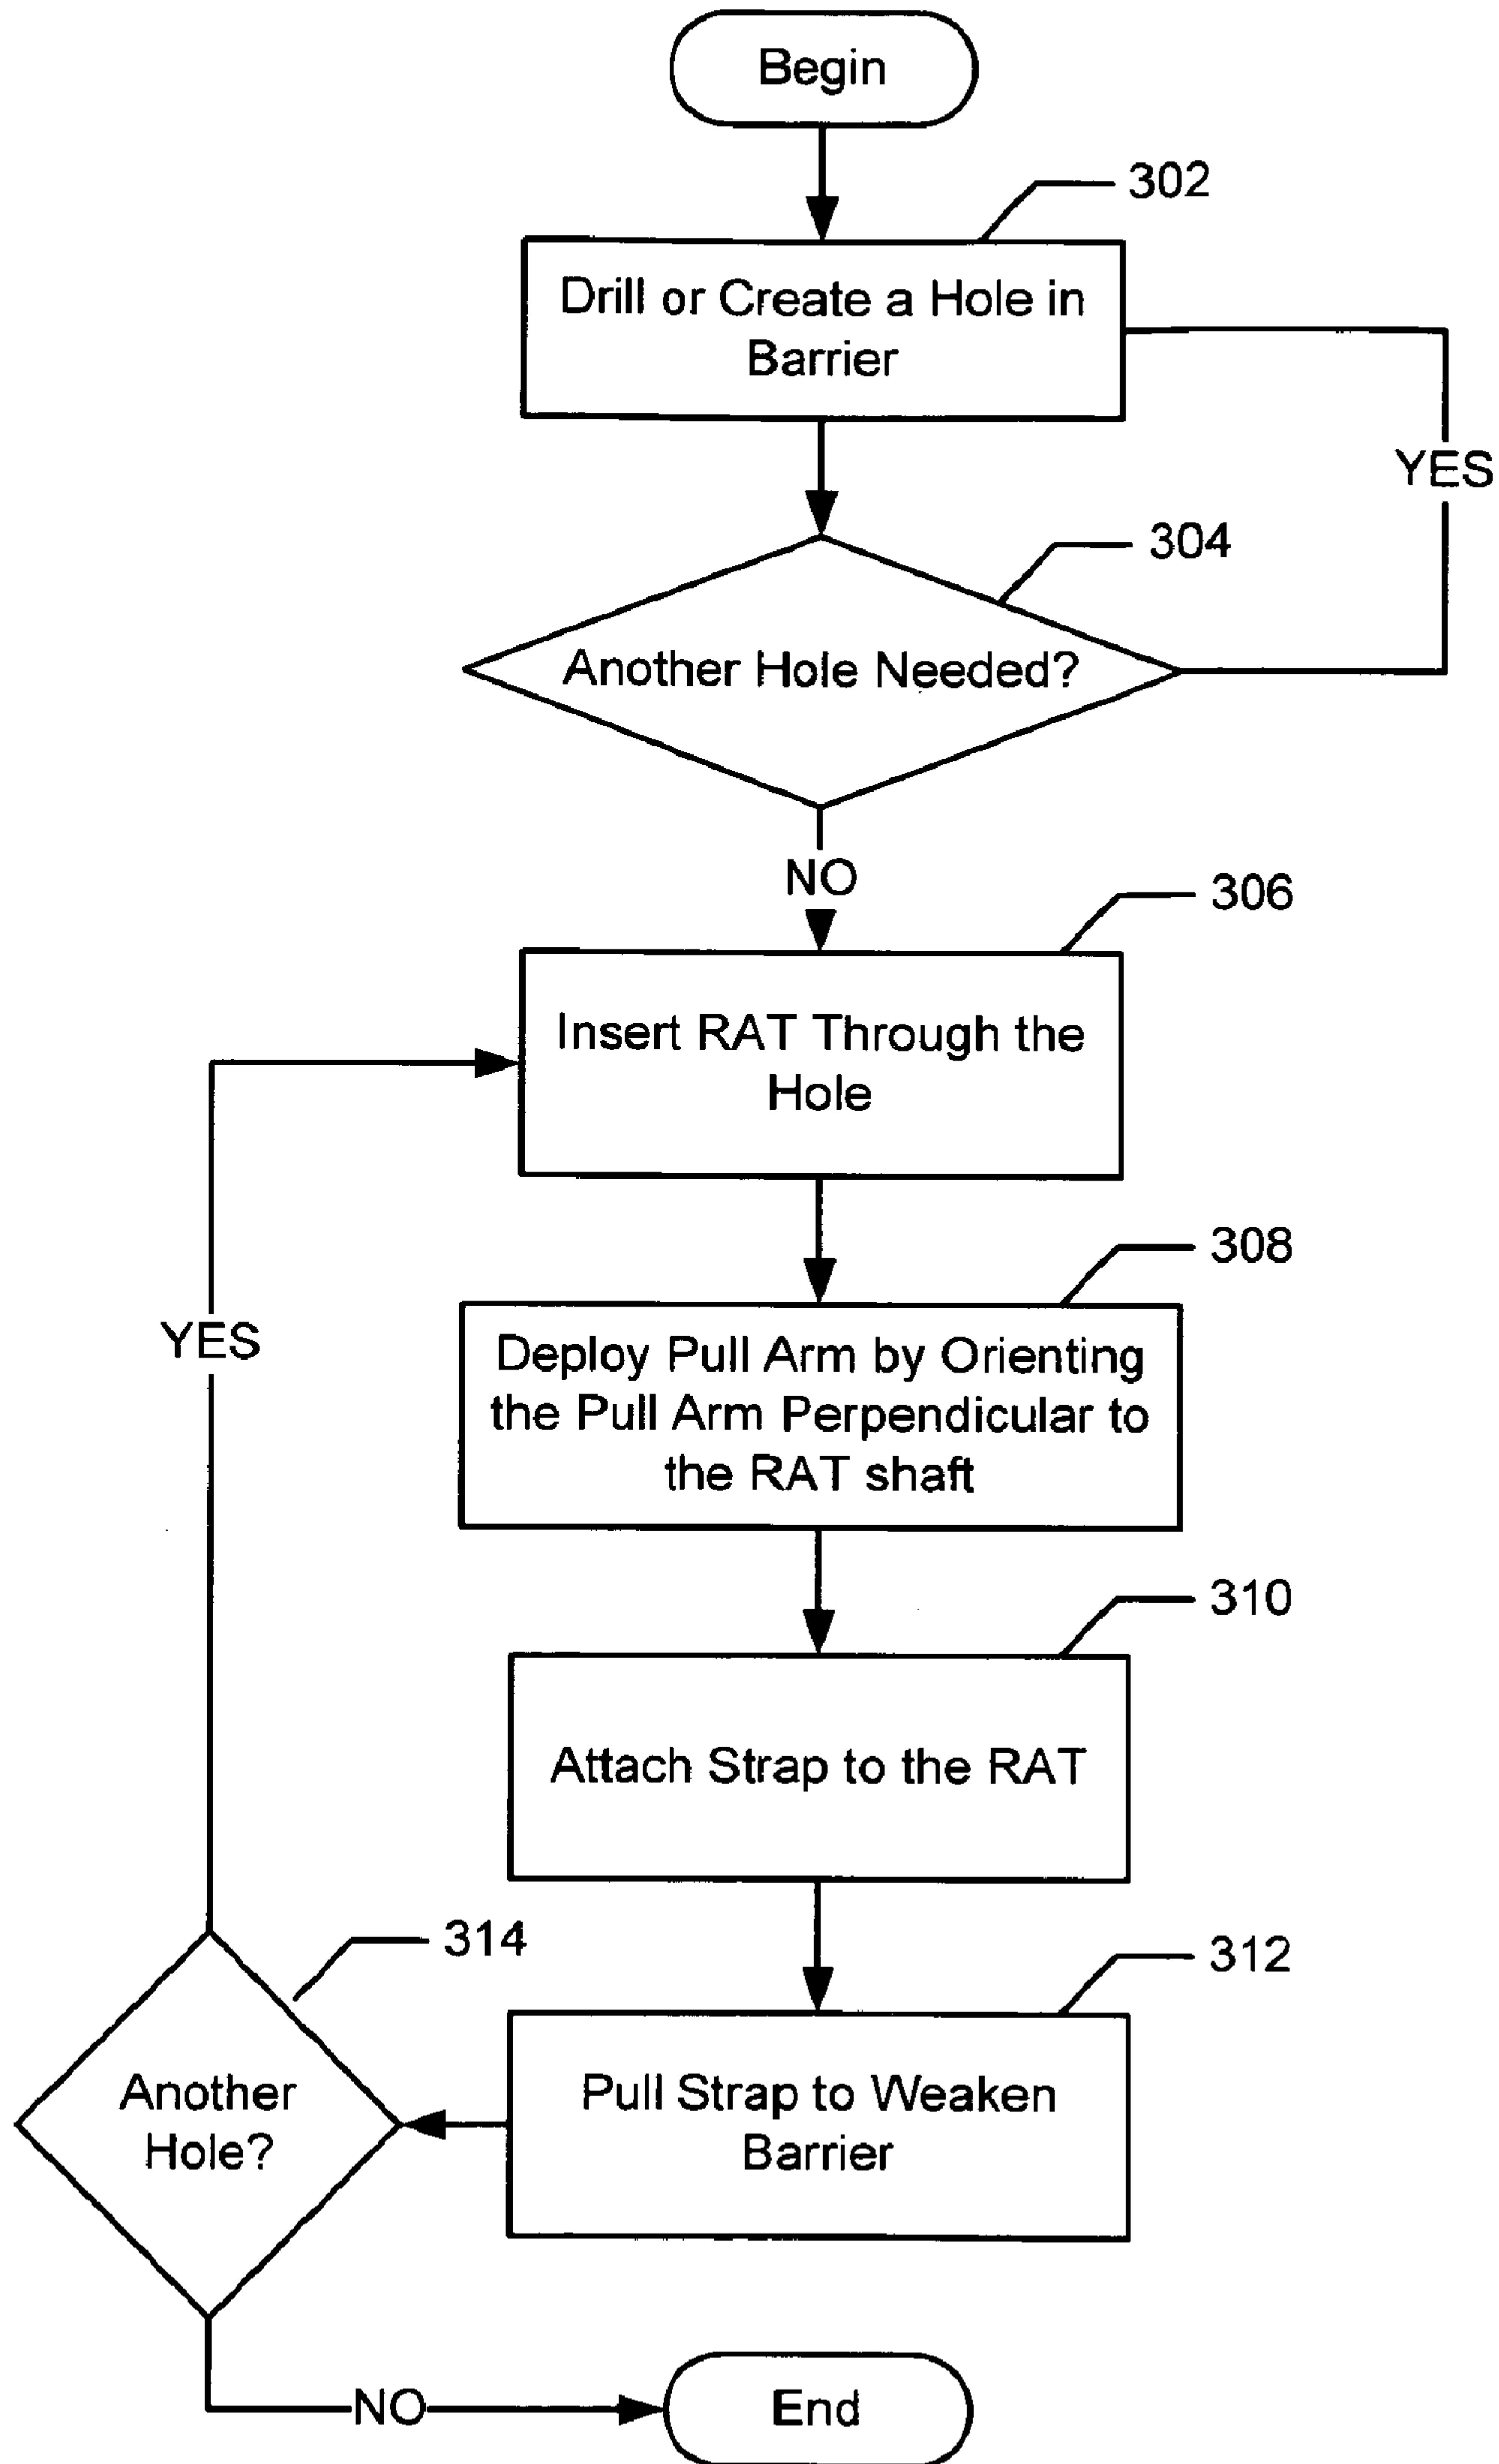 Begin
302
Drill or Create a Hole in
Barrier
YES
304
Another Hole Needed?
NO
306
Insert RAT Through the
Hole
308
YES
Deploy Pull Arm by Orienting
the Pull Arm Perpendicular to
the RAT shaft
310
Attach Strap to the RAT
314
312
Another
Hole?
Pull Strap to Weaken
Barrier
NO
End